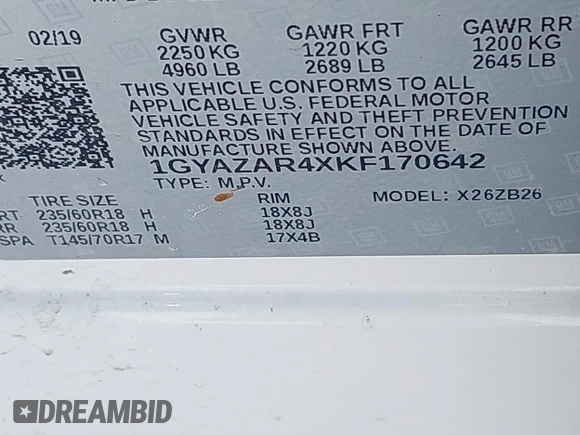 02/19 GVWR GAWR FRT GAWR RR
2250 KG 1220 KG 1200 KG
4960 LB 2689 LB 2645 LB
THIS VEHICLE CONFORMS TO ALL
APPLICABLE U.S. FEDERAL MOTOR
VEHICLE SAFETY AND THEFT PREVENTION
STANDARDS IN EFFECT ON THE DATE OF
MANUFACTURE SHOWN ABOVE.
1GYAZAR4XKF170642
TYPE: M.P.V. MODEL: X26ZB26
TIRE SIZE RIM
RT 235/60R18 H 18X8J
RR 235/60R18 H 18X8J
SPA T145/70R17 M 17X4B
DREAMBID